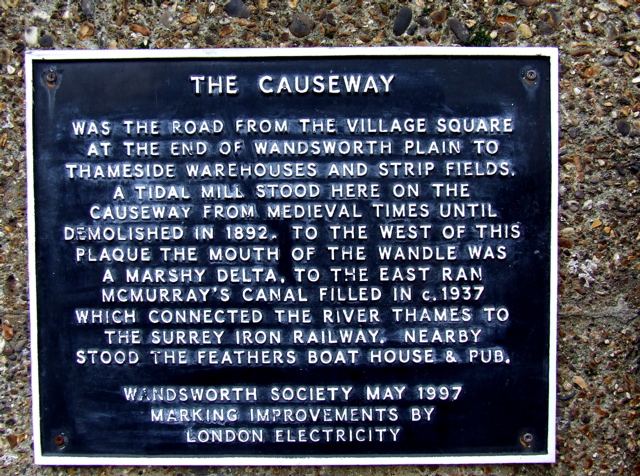 THE CAUSEWAY
WAS THE ROAD FROM THE VILLAGE SQUARE
AT THE END OF WANDSWORTH PLAIN TO
THAMESIDE WAREHOUSES AND STRIP FIELDS.
A TIDAL MILL STOOD HERE ON THE
CAUSEWAY FROM MEDIEVAL TIMES UNTIL
DEMOLISHED IN 1892. TO THE WEST OF THIS
PLAQUE THE MOUTH OF THE WANDLE WAS
A MARSHY DELTA, TO THE EAST RAN
MCMURRAY'S CANAL FILLED IN c.1937
WHICH CONNECTED THE RIVER THAMES TO
THE SURREY IRON RAILWAY. NEARBY
STOOD THE FEATHERS BOAT HOUSE & PUB.
WANDSWORTH SOCIETY MAY 1997
MARKING IMPROVEMENTS BY
LONDON ELECTRICITY